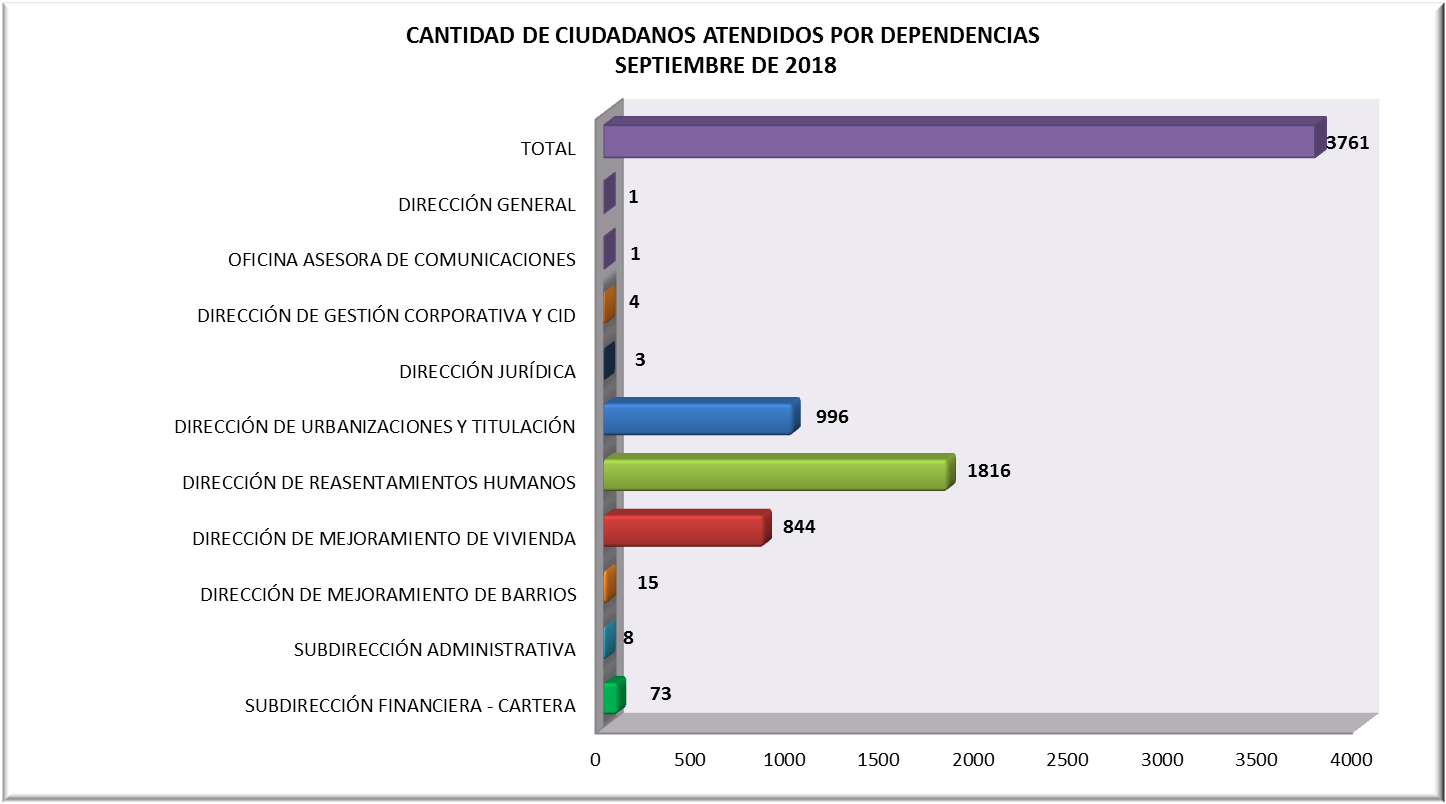 CANTIDAD DE CIUDADANOS ATENDIDOS POR DEPENDENCIAS
SEPTIEMBRE DE 2018
TOTAL 3761
DIRECCIÓN GENERAL 1
OFICINA ASESORA DE COMUNICACIONES 1
DIRECCIÓN DE GESTIÓN CORPORATIVA Y CID 4
DIRECCIÓN JURÍDICA 3
DIRECCIÓN DE URBANIZACIONES Y TITULACIÓN 996
DIRECCIÓN DE REASENTAMIENTOS HUMANOS 1816
DIRECCIÓN DE MEJORAMIENTO DE VIVIENDA 844
DIRECCIÓN DE MEJORAMIENTO DE BARRIOS 15
SUBDIRECCIÓN ADMINISTRATIVA 8
SUBDIRECCIÓN FINANCIERA - CARTERA 73
0 500 1000 1500 2000 2500 3000 3500 4000